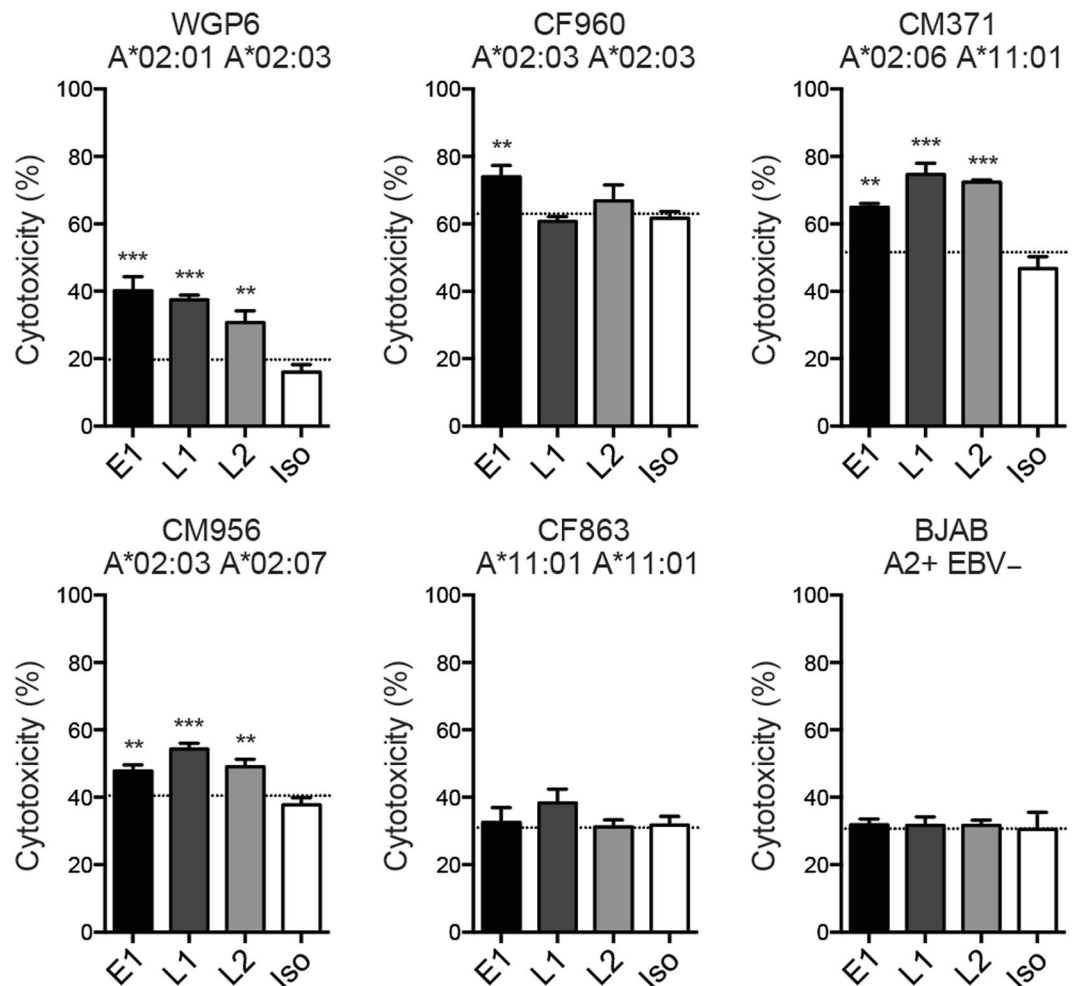 WGP6
A*02:01 A*02:03
Cytotoxicity (%)
100
80
60
40
20
0
***
***
**
E1
L1
L2
Iso
CF960
A*02:03 A*02:03
Cytotoxicity (%)
100
80
60
40
20
0
**
E1
L1
L2
Iso
CM371
A*02:06 A*11:01
Cytotoxicity (%)
100
80
60
40
20
0
**
***
***
E1
L1
L2
Iso
CM956
A*02:03 A*02:07
Cytotoxicity (%)
100
80
60
40
20
0
**
***
**
E1
L1
L2
Iso
CF863
A*11:01 A*11:01
Cytotoxicity (%)
100
80
60
40
20
0
E1
L1
L2
Iso
BJAB
A2+ EBV–
Cytotoxicity (%)
100
80
60
40
20
0
E1
L1
L2
Iso